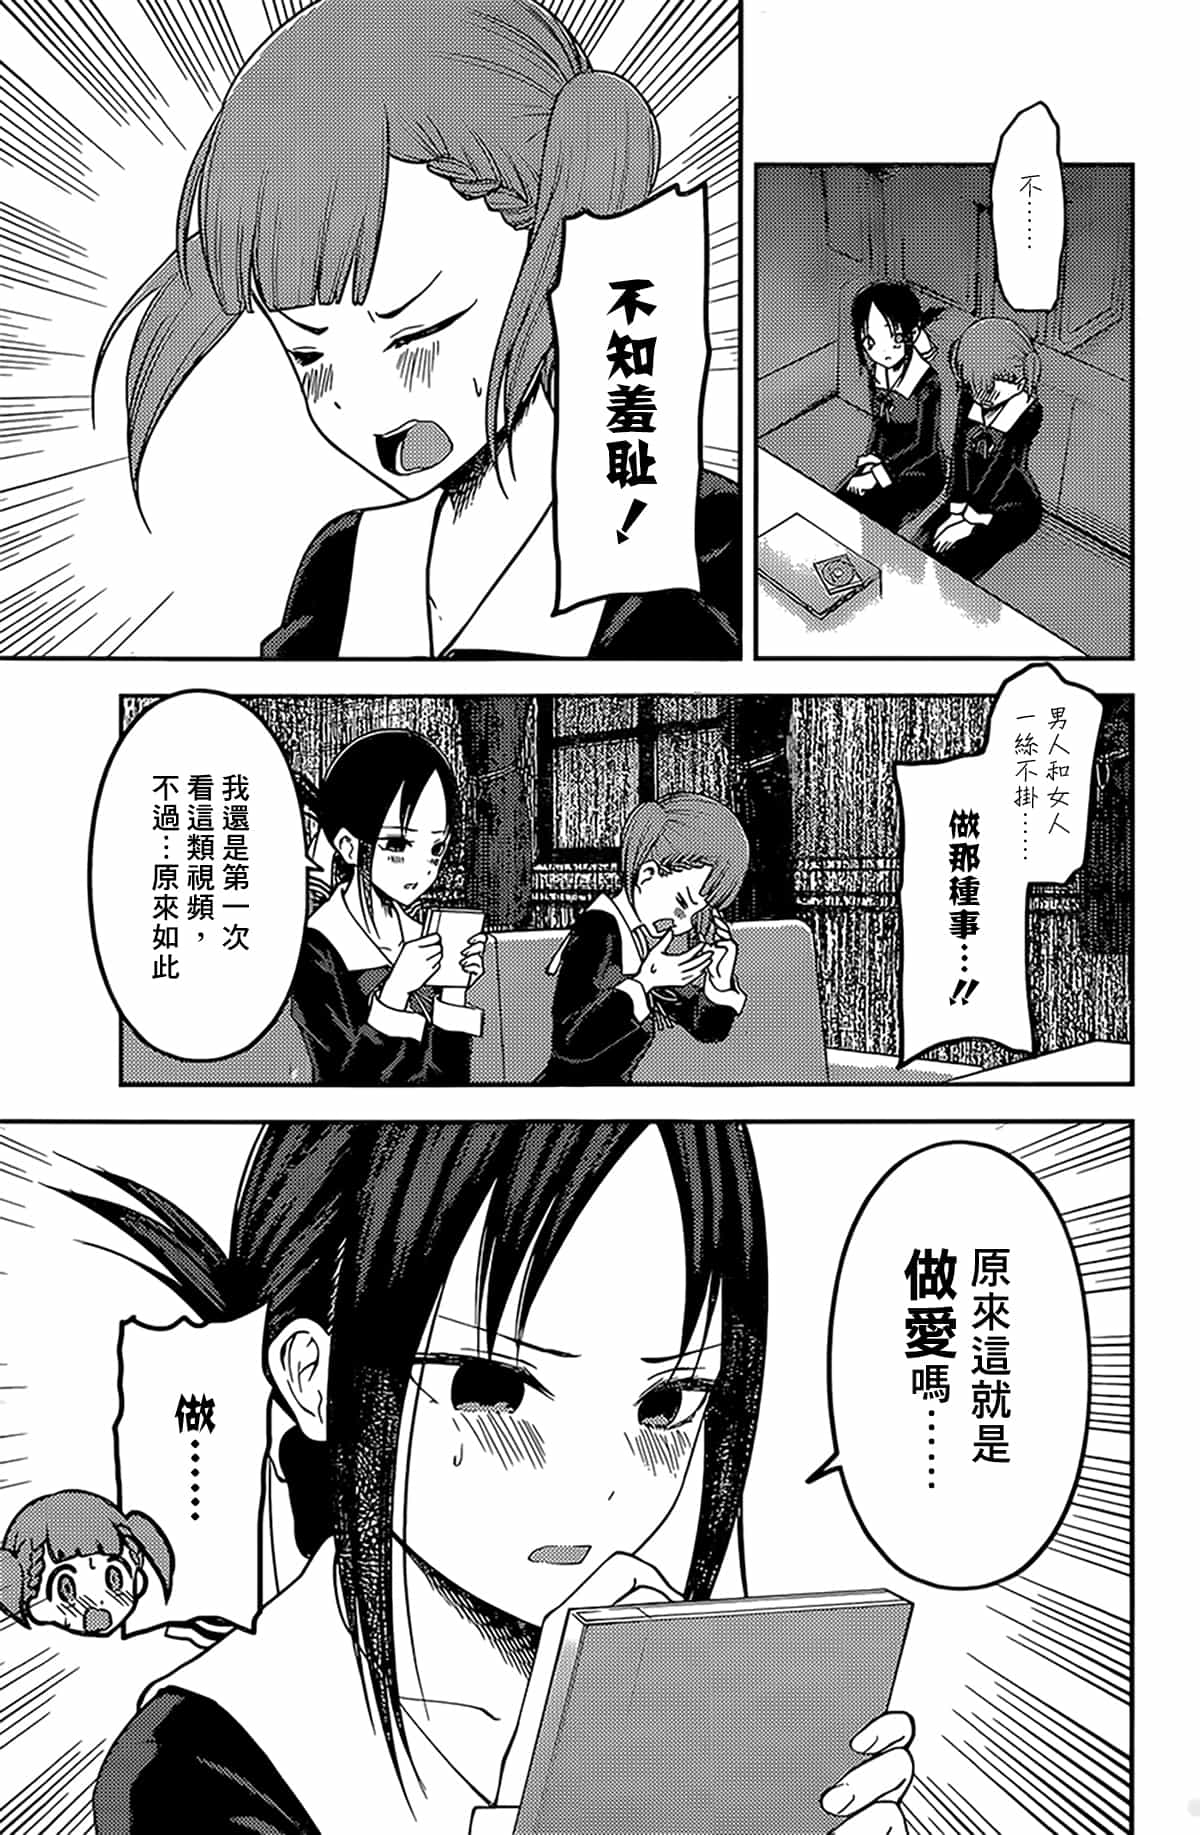 不……
不知羞耻！
男人和女人
一絲不掛……
做那種事…!!
我還是第一次
看這類視頻，
不過…原來如此
原來這就是
做愛嗎……
做……